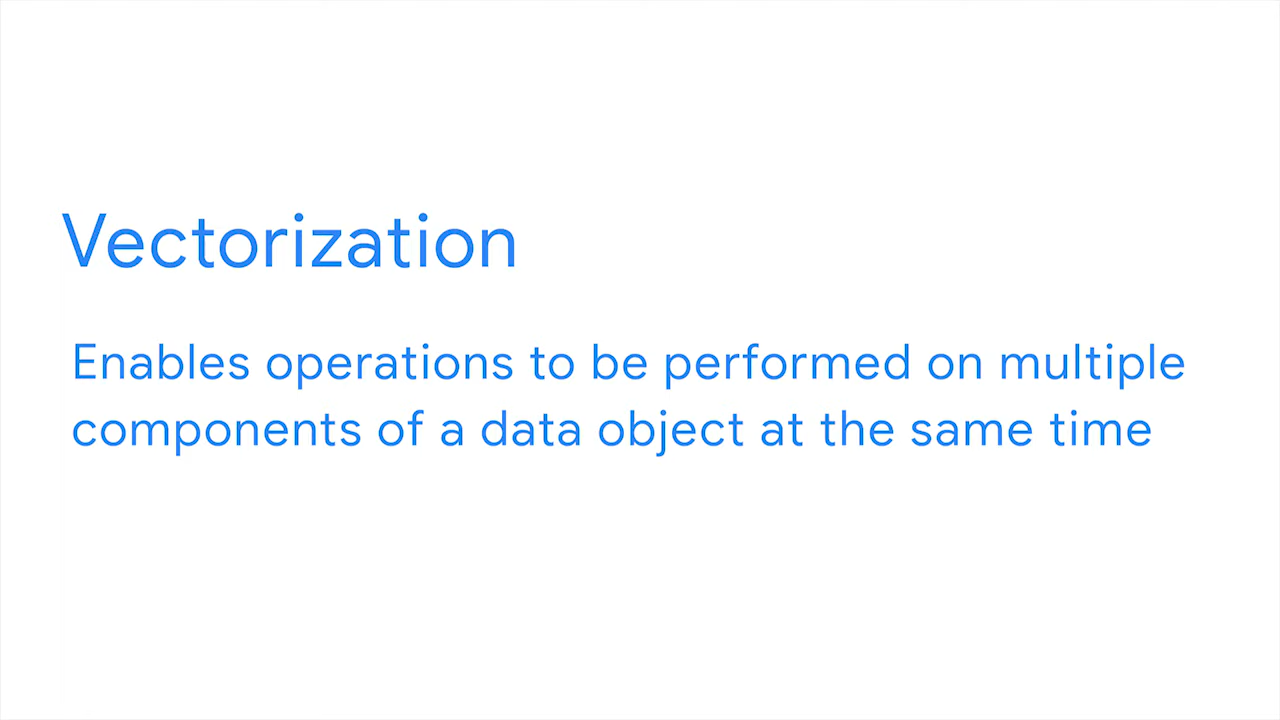 Vectorization
Enables operations to be performed on multiple
components of a data object at the same time